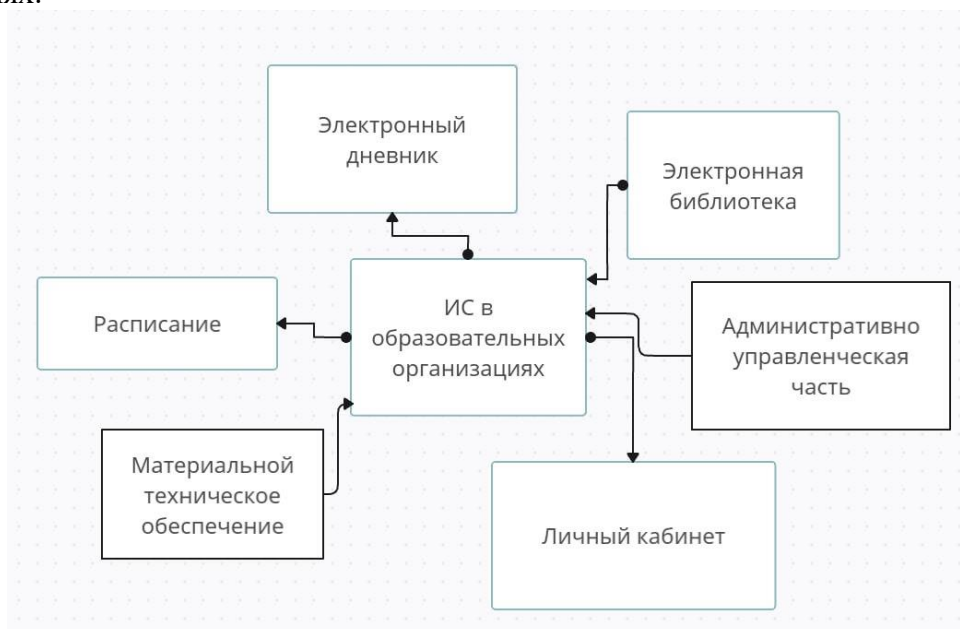 Электронный
дневник
Электронная
библиотека
Расписание
ИС в
образовательных
организациях
Административно
управленческая
часть
Материальной
техническое
обеспечение
Личный кабинет